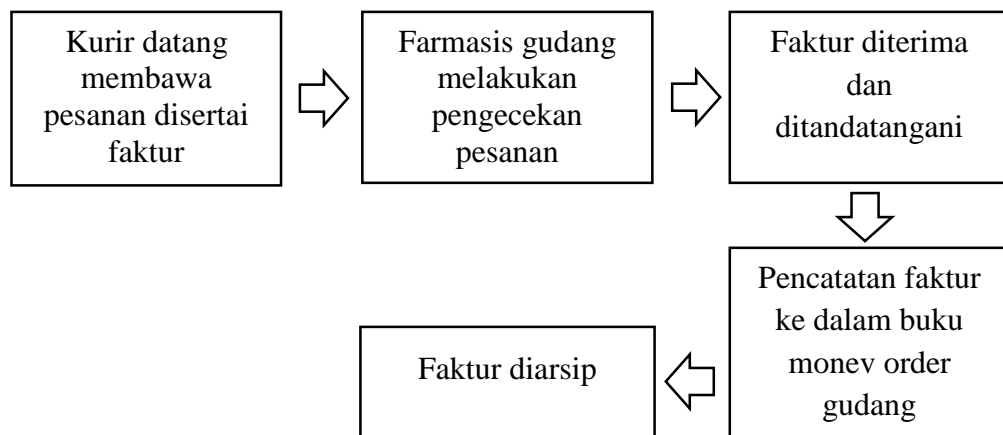 Kurir datang
membawa
pesanan disertai
faktur
Farmasis gudang
melakukan
pengecekan
pesanan
Faktur diterima
dan
ditandatangani
Pencatatan faktur
ke dalam buku
monev order
gudang
Faktur diarsip